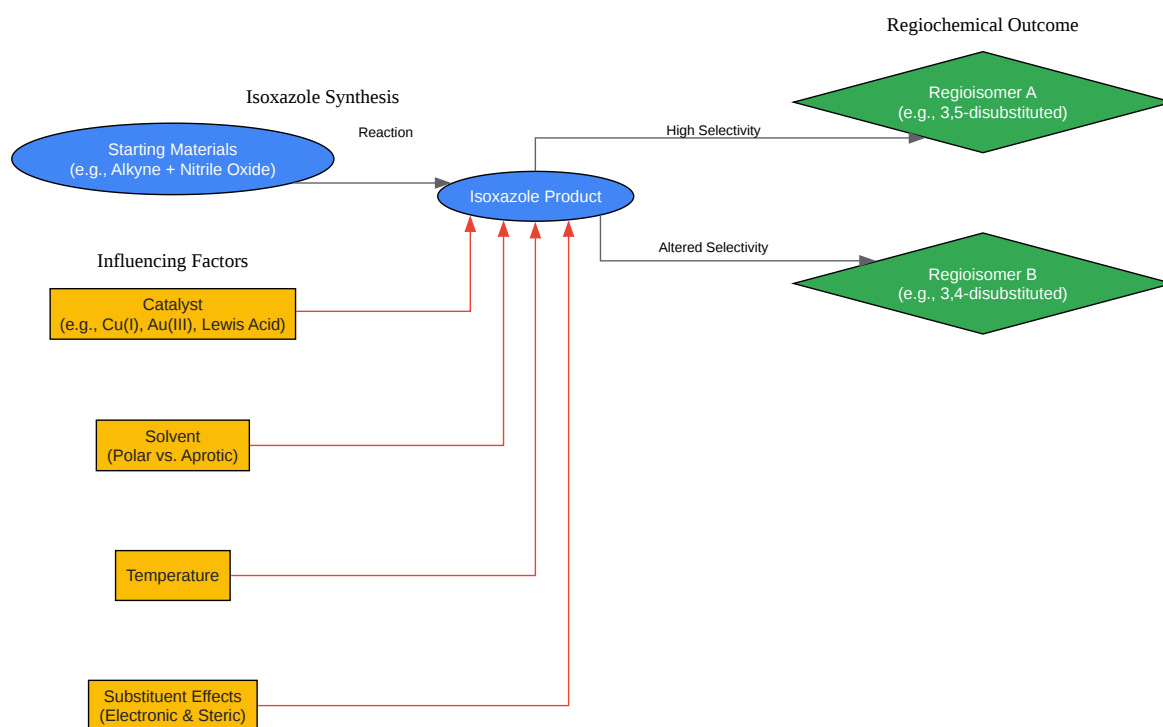 Regiochemical Outcome
Isoxazole Synthesis
Reaction
Starting Materials
(e.g., Alkyne + Nitrile Oxide)
Isoxazole Product
High Selectivity
Regioisomer A
(e.g., 3,5-disubstituted)
Altered Selectivity
Regioisomer B
(e.g., 3,4-disubstituted)
Influencing Factors
Catalyst
(e.g., Cu(I), Au(III), Lewis Acid)
Solvent
(Polar vs. Aprotic)
Temperature
Substituent Effects
(Electronic & Steric)